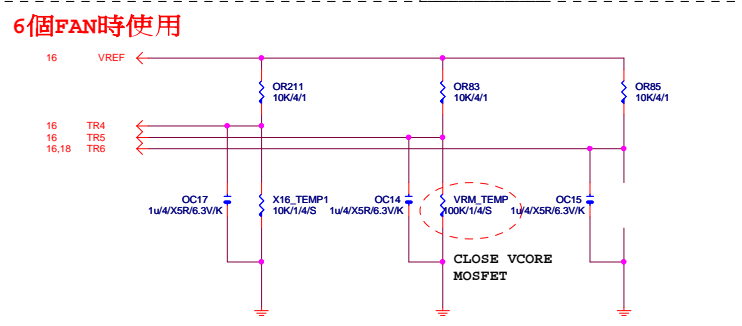 6個FAN時使用
16 VREF
OR211
10K/4/1
OR83
10K/4/1
OR85
10K/4/1
16 TR4
16 TR5
16,18 TR6
OC17
1u/4/X5R/6.3V/K
X16_TEMP1
10K/1/4/S
OC14
1u/4/X5R/6.3V/K
VRM_TEMP
100K/1/4/S
OC15
1u/4/X5R/6.3V/K
CLOSE VCORE
MOSFET